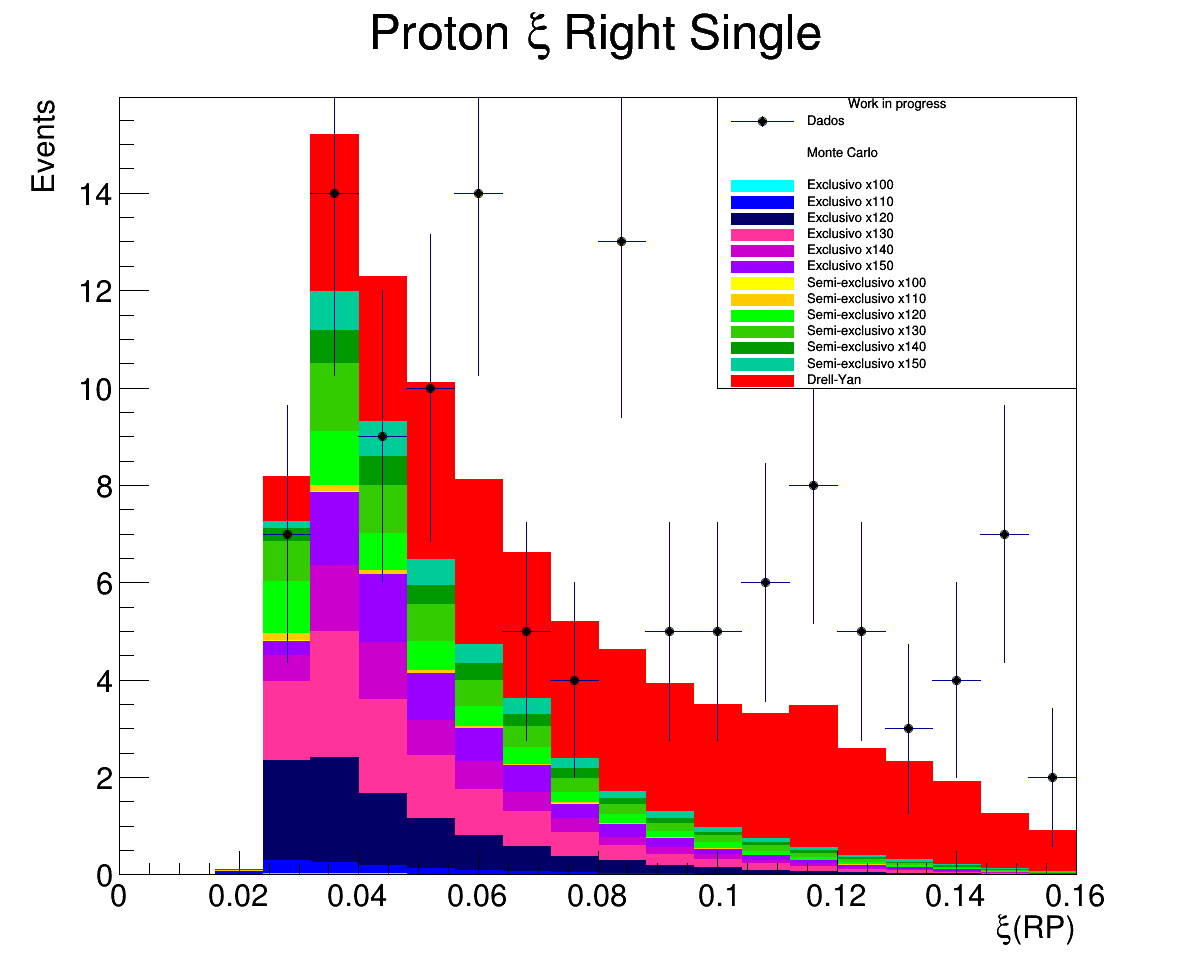 Proton ξ Right Single
Events
Work in progress
Dados
Monte Carlo
Exclusivo x100
Exclusivo x110
Exclusivo x120
Exclusivo x130
Exclusivo x140
Exclusivo x150
Semi-exclusivo x100
Semi-exclusivo x110
Semi-exclusivo x120
Semi-exclusivo x130
Semi-exclusivo x140
Semi-exclusivo x150
Drell-Yan
14
12
10
8
6
4
2
0
0 0.02 0.04 0.06 0.08 0.1 0.12 0.14 0.16
ξ(RP)